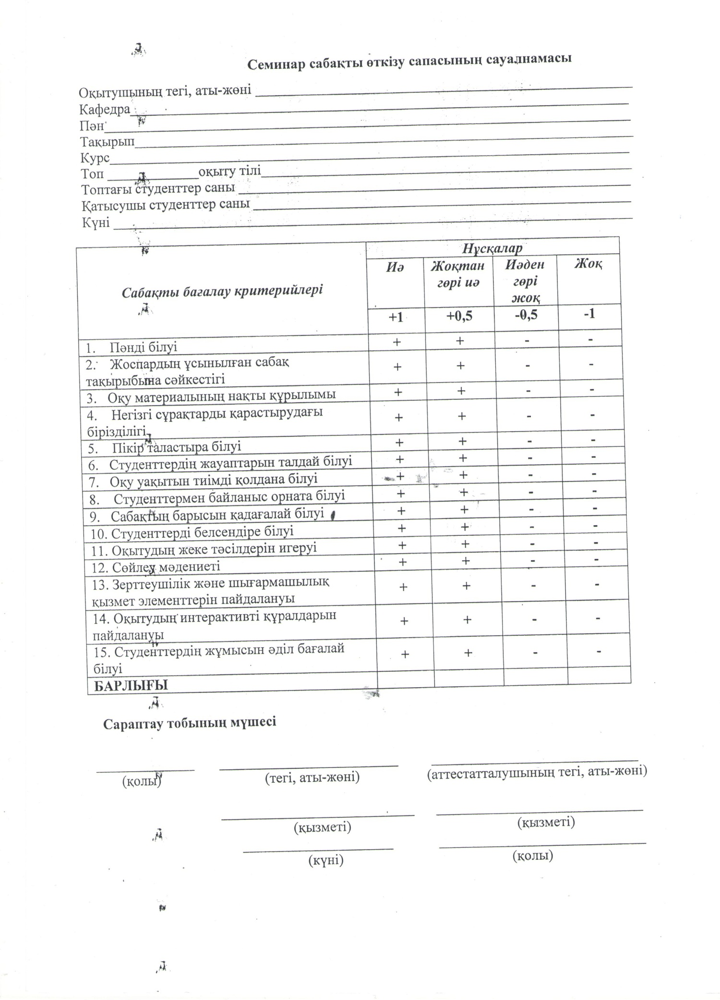 Семинар сабақты өткізу сапасының сауалнамасы
Оқытушының тегі, аты-жөні
Кафедра
Пән
Тақырып
Курс
Топ оқыту тілі
Топтағы студенттер саны
Қатысушы студенттер саны
Күні
Сабақты бағалау критерийлері
Нұсқалар
Иә Жоқтан гөрі иә Иәден гөрі жоқ Жоқ
+1 +0,5 -0,5 -1
1. Пәнді білуі + + - -
2. Жоспардың ұсынылған сабақ
тақырыбына сәйкестігі + + - -
3. Оқу материалының нақты құрылымы + + - -
4. Негізгі сұрақтарды қарастырудағы
бірізділігі + + - -
5. Пікір таластыра білуі + + - -
6. Студенттердің жауаптарын талдай білуі + + - -
7. Оқу уақытын тиімді қолдана білуі + + - -
8. Студенттермен байланыс орната білуі + + - -
9. Сабақтың барысын қадағалай білуі + + - -
10. Студенттерді белсендіре білуі + + - -
11. Оқытудың жеке тәсілдерін игеруі + + - -
12. Сөйлеу мәдениеті + + - -
13. Зерттеушілік және шығармашылық
қызмет элементтерін пайдалануы + + - -
14. Оқытудың интерактивті құралдарын
пайдалануы + + - -
15. Студенттердің жұмысын әділ бағалай
білуі + + - -
БАРЛЫҒЫ
Сараптау тобының мүшесі
(қолы) (тегі, аты-жөні) (аттестатталушының тегі, аты-жөні)
(қызметі) (қызметі)
(күні) (қолы)